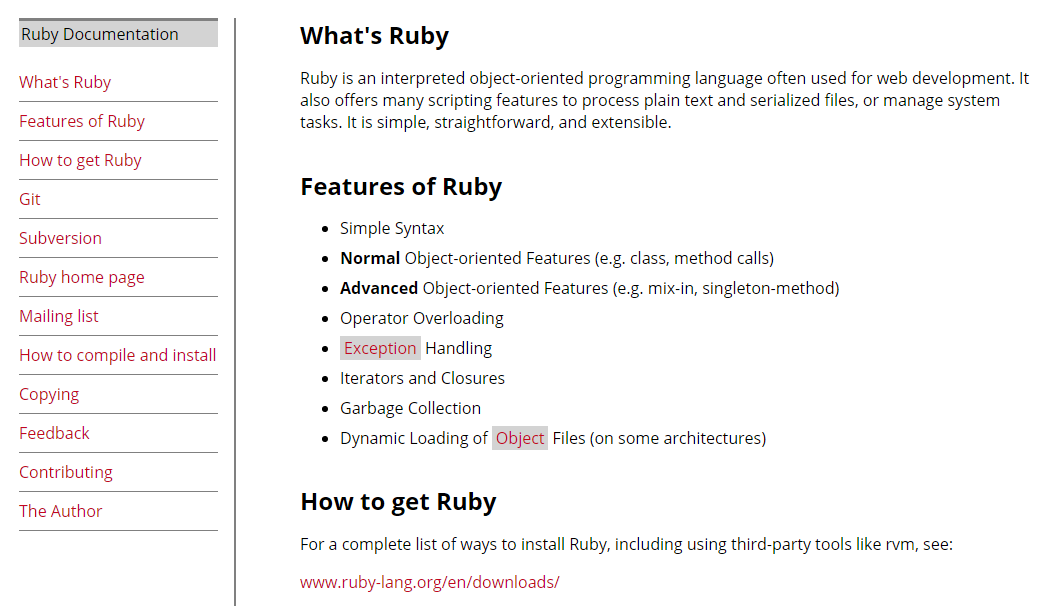 Ruby Documentation
What's Ruby
Features of Ruby
How to get Ruby
Git
Subversion
Ruby home page
Mailing list
How to compile and install
Copying
Feedback
Contributing
The Author
What's Ruby
Ruby is an interpreted object-oriented programming language often used for web development. It
also offers many scripting features to process plain text and serialized files, or manage system
tasks. It is simple, straightforward, and extensible.
Features of Ruby
• Simple Syntax
• Normal Object-oriented Features (e.g. class, method calls)
• Advanced Object-oriented Features (e.g. mix-in, singleton-method)
• Operator Overloading
• Exception Handling
• Iterators and Closures
• Garbage Collection
• Dynamic Loading of Object Files (on some architectures)
How to get Ruby
For a complete list of ways to install Ruby, including using third-party tools like rvm, see:
www.ruby-lang.org/en/downloads/